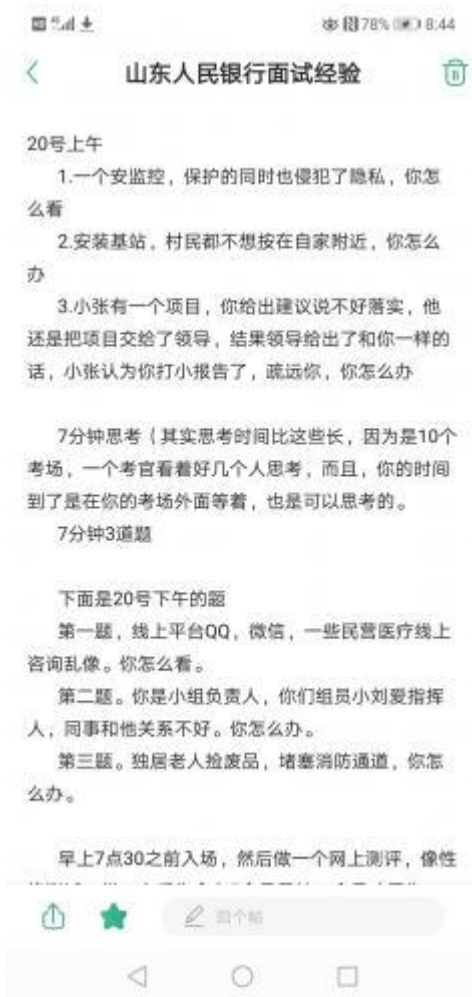 78% 8:44
山东人民银行面试经验
20号上午
1.一个安监控，保护的同时也侵犯了隐私，你怎
么看
2.安装基站，村民都不想按在自家附近，你怎么
办
3.小张有一个项目，你给出建议说不好落实，他
还是把项目交给了领导，结果领导给出了和你一样的
话，小张认为你打小报告了，疏远你，你怎么办
7分钟思考（其实思考时间比这些长，因为是10个
考场，一个考官看着好几个人思考，而且，你的时间
到了是在你的考场外面等着，也是可以思考的。
7分钟3道题
下面是20号下午的题
第一题，线上平台QQ，微信，一些民营医疗线上
咨询乱像。你怎么看。
第二题。你是小组负责人，你们组员小刘爱指挥
人，同事和他关系不好。你怎么办。
第三题。独居老人捡废品，堵塞消防通道，你怎
么办。
早上7点30之前入场，然后做一个网上测评，像性
回个帖